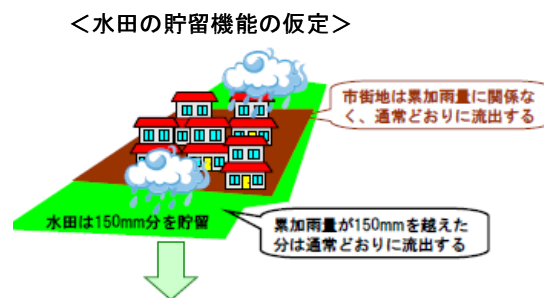 ＜水田の貯留機能の仮定＞
市街地は累加雨量に関係な
く、通常どおりに流出する
水田は150mm分を貯留
累加雨量が150mmを越えた
分は通常どおりに流出する